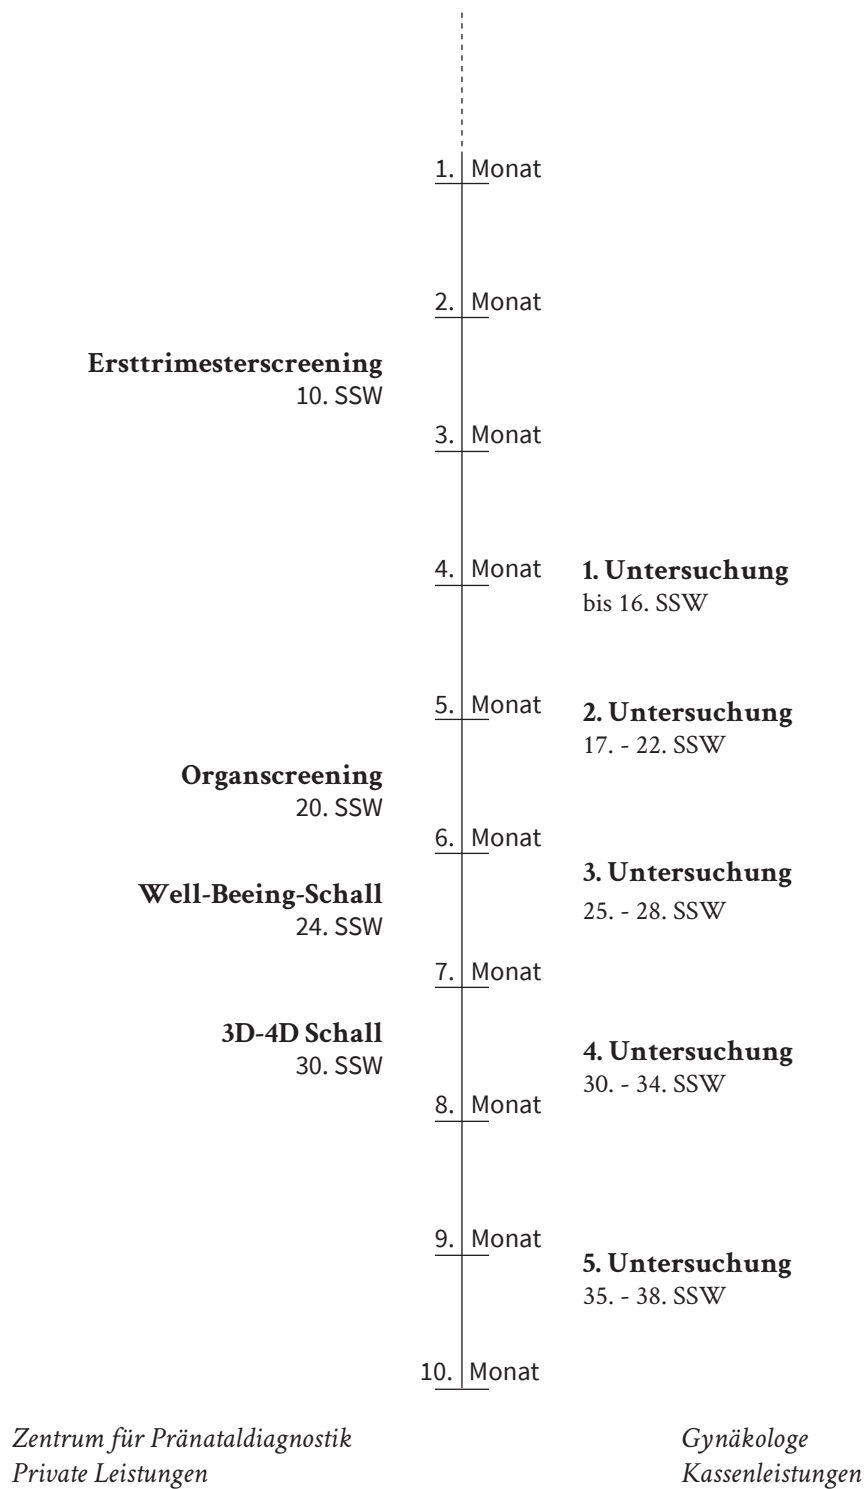 1. Monat
2. Monat
Ersttrimesterscreening
10. SSW
3. Monat
4. Monat
1. Untersuchung
bis 16. SSW
5. Monat
2. Untersuchung
17. - 22. SSW
Organscreening
20. SSW
6. Monat
3. Untersuchung
25. - 28. SSW
Well-Beeing-Schall
24. SSW
7. Monat
3D-4D Schall
30. SSW
4. Untersuchung
30. - 34. SSW
8. Monat
9. Monat
5. Untersuchung
35. - 38. SSW
10. Monat
Zentrum für Pränataldiagnostik
Private Leistungen
Gynäkologe
Kassenleistungen